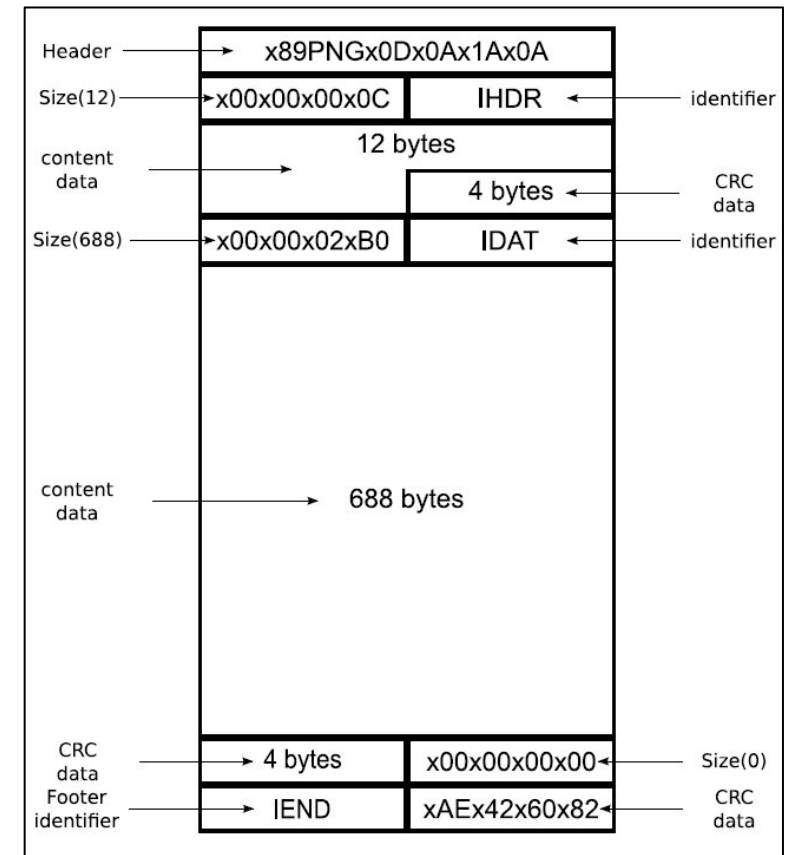 Header
x89PNGx0Dx0Ax1Ax0A
Size(12)
x00x00x00x0C
IHDR
identifier
content
data
12 bytes
4 bytes
CRC
data
Size(688)
x00x00x02xB0
IDAT
identifier
content
data
688 bytes
CRC
data
4 bytes
x00x00x00x00
Size(0)
Footer
identifier
IEND
xAEx42x60x82
CRC
data